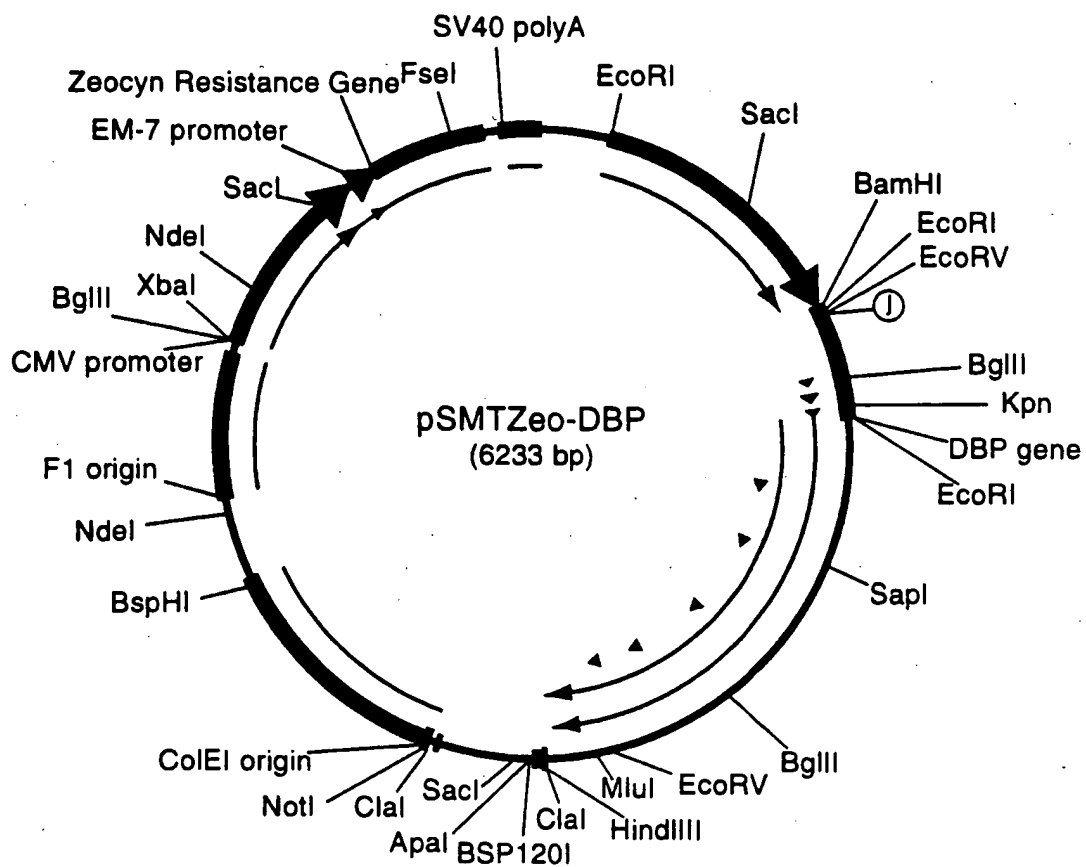 SV40 polyA
Zeocyn Resistance Gene
FseI
EcoRI
EM-7 promoter
SacI
SacI
BamHI
EcoRI
EcoRV
J
NdeI
XbaI
BglII
CMV promoter
BglII
Kpn
DBP gene
EcoRI
pSMTZeo-DBP
(6233 bp)
F1 origin
NdeI
BspHI
SapI
ColEI origin
NotI
ClaI
SacI
ApaI
BSP120I
ClaI
HindIIII
MluI
EcoRV
BglII